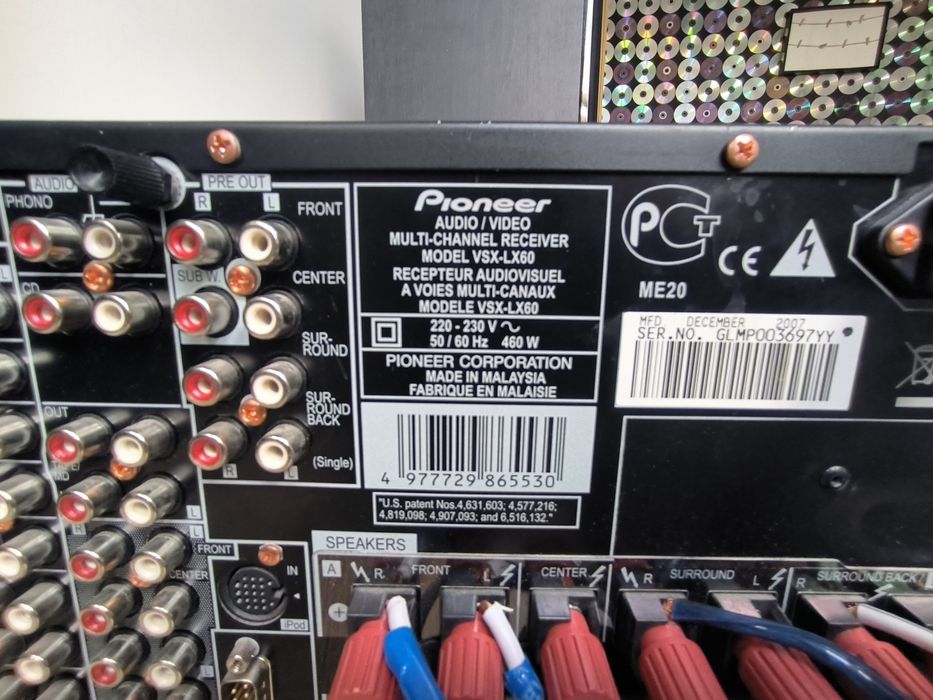 AUDIO
PHONO
L
CD
OUT
TAPE/
MD
R
L
PRE OUT
R L
FRONT
CENTER
SUB W.
SUR-
ROUND
SUR-
ROUND
BACK
(Single)
R L
Pioneer
AUDIO / VIDEO
MULTI-CHANNEL RECEIVER
MODEL VSX-LX60
RECEPTEUR AUDIOVISUEL
A VOIES MULTI-CANAUX
MODELE VSX-LX60
220 - 230 V ~
50 / 60 Hz 460 W
PIONEER CORPORATION
MADE IN MALAYSIA
FABRIQUE EN MALAISIE
4 977729 865530
"U.S. patent Nos.4,631,603; 4,577,216;
4,819,098; 4,907,093; and 6,516,132."
PCT
CE
ME20
MFD DECEMBER 2007
SER.NO. GLMP003697YY
R L
FRONT
CENTER
L
IN
iPod
SPEAKERS
A R FRONT L
CENTER
R SURROUND L
R SURROUND BACK /